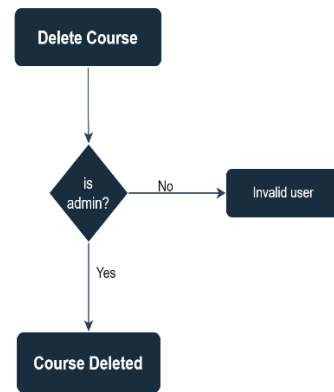 Delete Course
is
admin?
No
Invalid user
Yes
Course Deleted